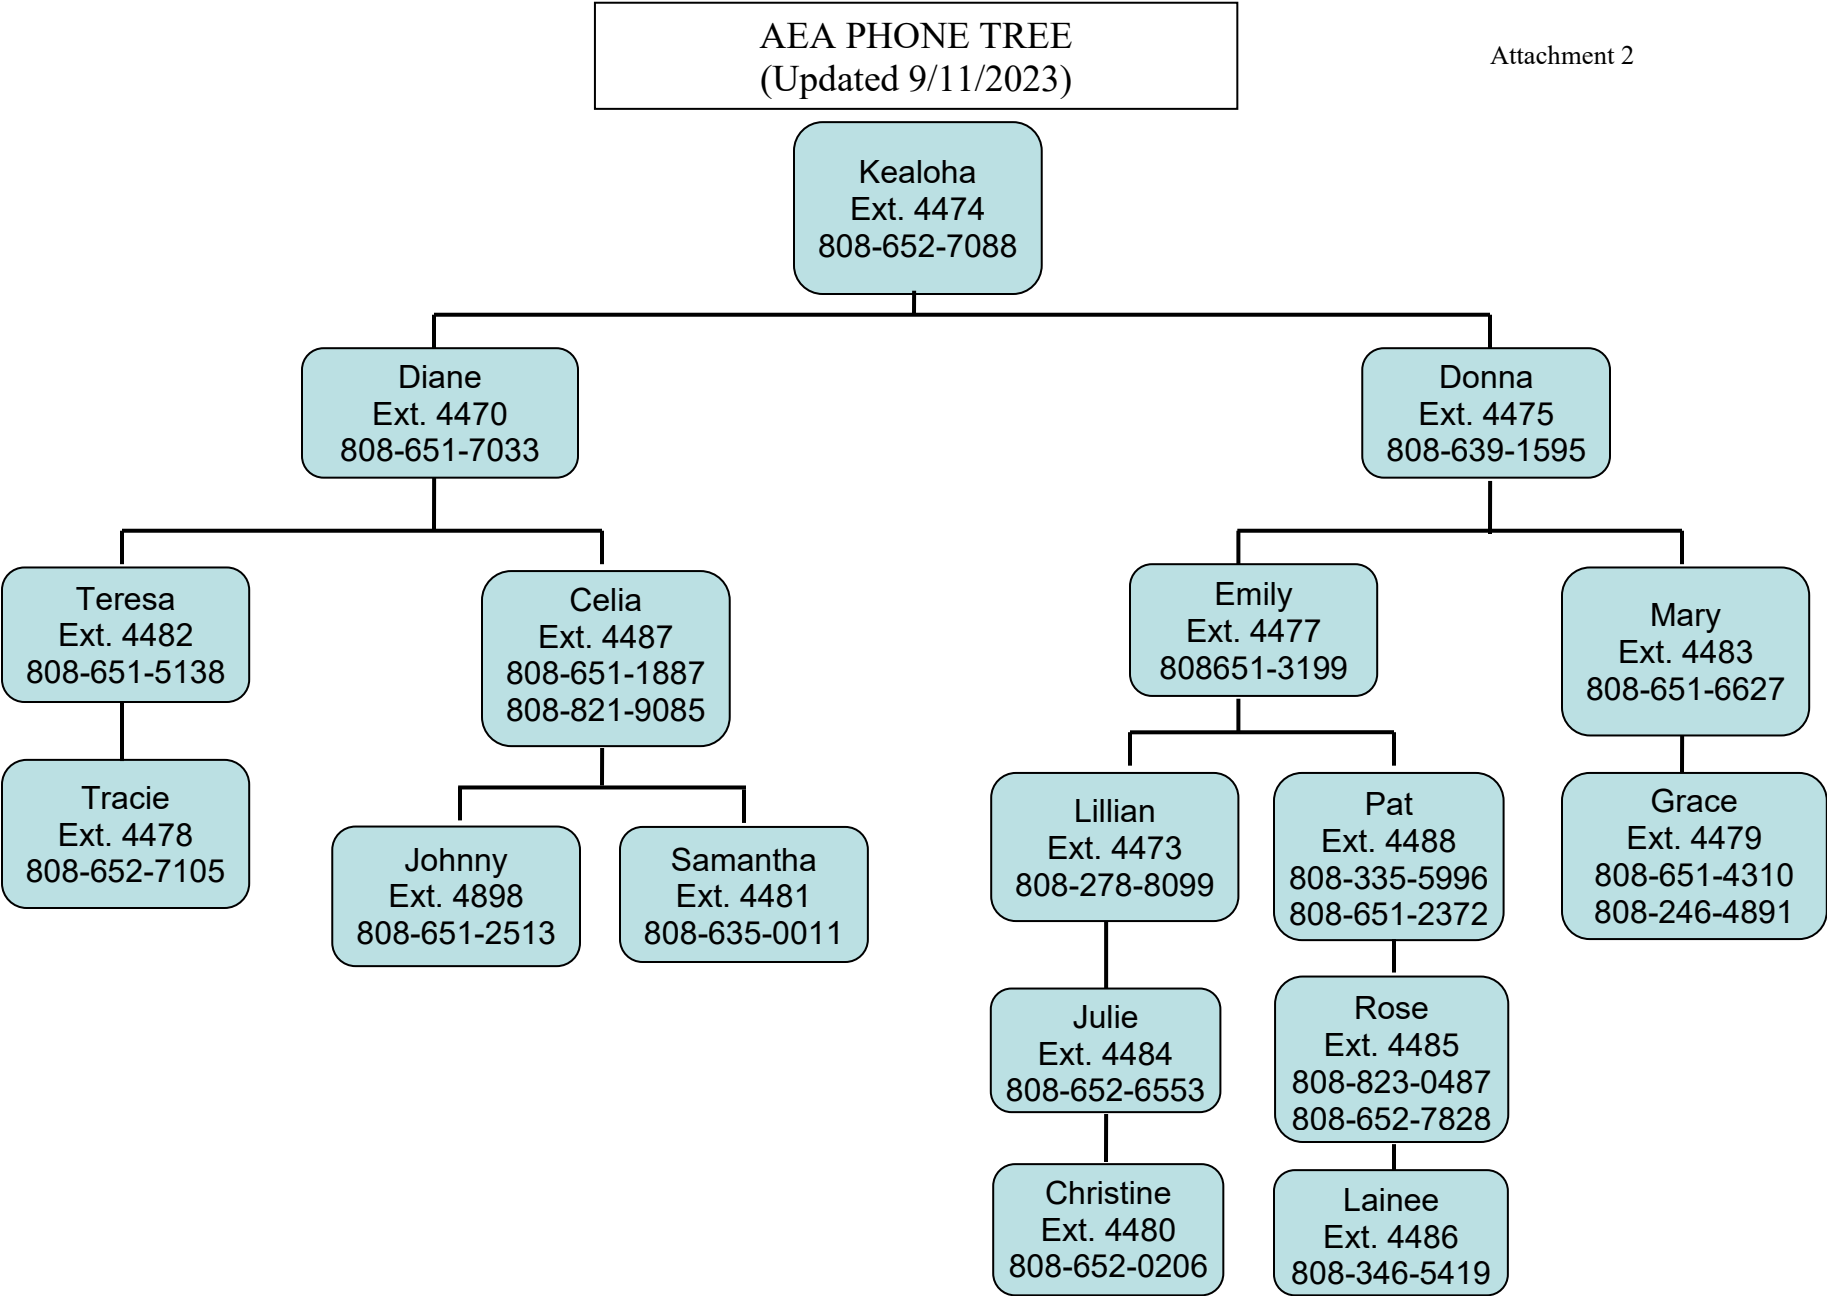 AEA PHONE TREE
(Updated 9/11/2023)
Attachment 2
Kealoha
Ext. 4474
808-652-7088
Diane
Ext. 4470
808-651-7033
Donna
Ext. 4475
808-639-1595
Teresa
Ext. 4482
808-651-5138
Celia
Ext. 4487
808-651-1887
808-821-9085
Emily
Ext. 4477
808651-3199
Mary
Ext. 4483
808-651-6627
Tracie
Ext. 4478
808-652-7105
Johnny
Ext. 4898
808-651-2513
Samantha
Ext. 4481
808-635-0011
Lillian
Ext. 4473
808-278-8099
Pat
Ext. 4488
808-335-5996
808-651-2372
Grace
Ext. 4479
808-651-4310
808-246-4891
Julie
Ext. 4484
808-652-6553
Rose
Ext. 4485
808-823-0487
808-652-7828
Christine
Ext. 4480
808-652-0206
Lainee
Ext. 4486
808-346-5419